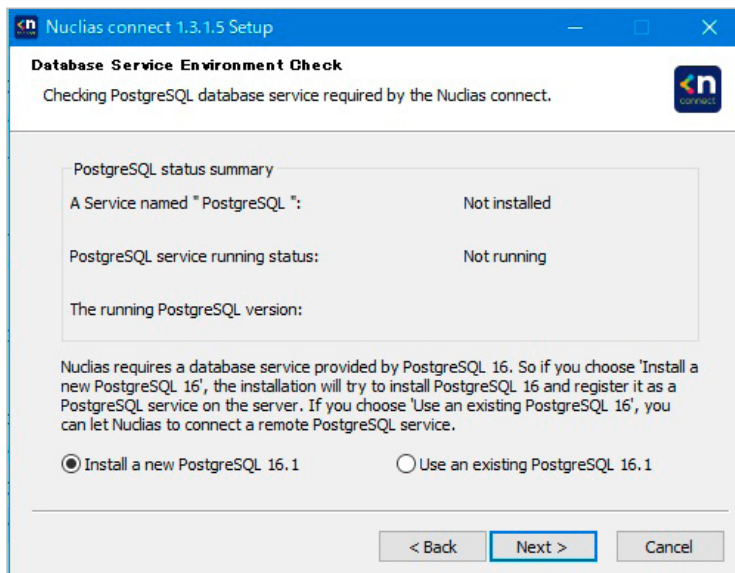 Nuclias connect 1.3.1.5 Setup
Database Service Environment Check
Checking PostgreSQL database service required by the Nuclias connect.
n
connect
PostgreSQL status summary
A Service named " PostgreSQL ": Not installed
PostgreSQL service running status: Not running
The running PostgreSQL version:
Nuclias requires a database service provided by PostgreSQL 16. So if you choose 'Install a
new PostgreSQL 16', the installation will try to install PostgreSQL 16 and register it as a
PostgreSQL service on the server. If you choose 'Use an existing PostgreSQL 16', you
can let Nuclias to connect a remote PostgreSQL service.
Install a new PostgreSQL 16.1 Use an existing PostgreSQL 16.1
< Back Next > Cancel